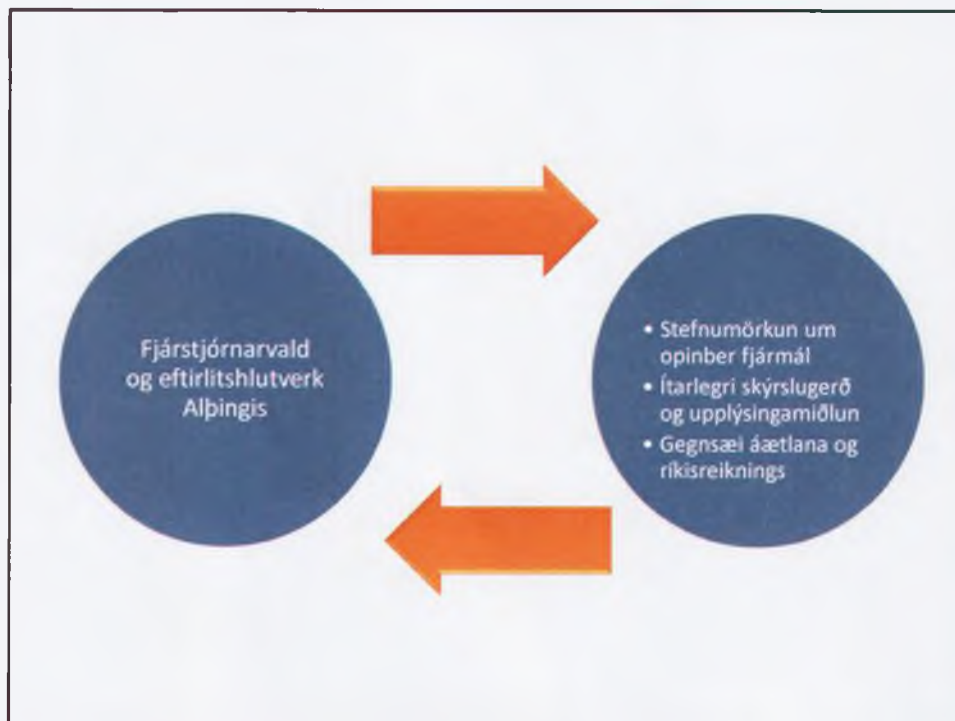 Fjárstjórnarvald
og eftirlitshlutverk
Alþingis
• Stefnumörkun um
opinber fjármál
• Ítarlegri skýrslugerð
og upplýsingamiðlun
• Gegnsæi áætlana og
ríkisreiknings